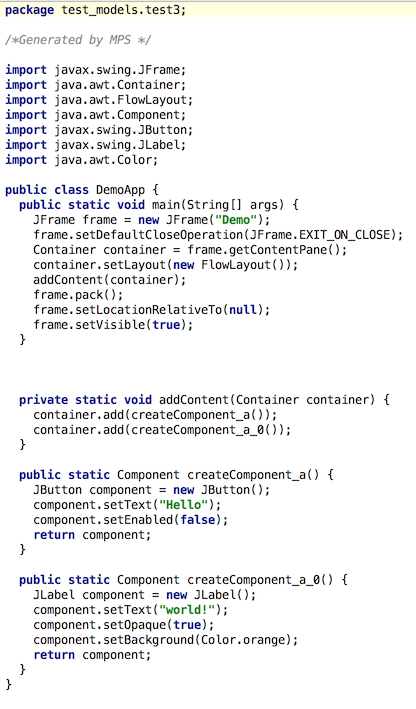 package test_models.test3;
/*Generated by MPS */
import javax.swing.JFrame;
import java.awt.Container;
import java.awt.FlowLayout;
import java.awt.Component;
import javax.swing.JButton;
import javax.swing.JLabel;
import java.awt.Color;
public class DemoApp {
public static void main(String[] args) {
JFrame frame = new JFrame("Demo");
frame.setDefaultCloseOperation(JFrame.EXIT_ON_CLOSE);
Container container = frame.getContentPane();
container.setLayout(new FlowLayout());
addContent(container);
frame.pack();
frame.setLocationRelativeTo(null);
frame.setVisible(true);
}
private static void addContent(Container container) {
container.add(createComponent_a());
container.add(createComponent_a_0());
}
public static Component createComponent_a() {
JButton component = new JButton();
component.setText("Hello");
component.setEnabled(false);
return component;
}
public static Component createComponent_a_0() {
JLabel component = new JLabel();
component.setText("world!");
component.setOpaque(true);
component.setBackground(Color.orange);
return component;
}
}